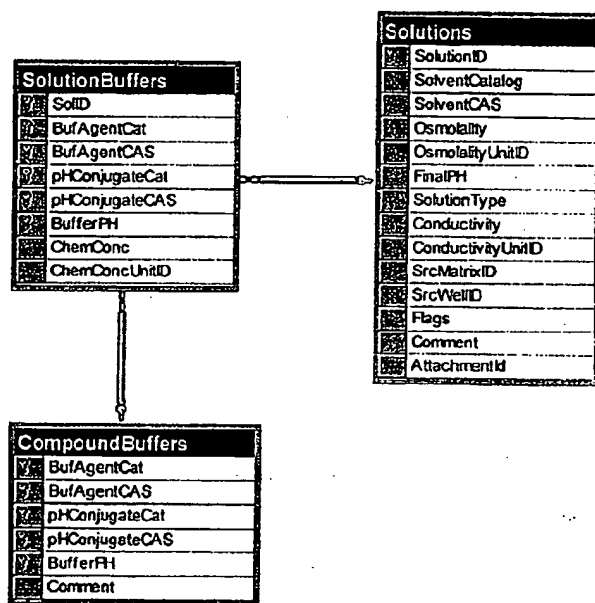 SolutionBuffers
SolID
BufAgentCat
BufAgentCAS
pHConjugateCat
pHConjugateCAS
BufferPH
ChemConc
ChemConcUnitID
Solutions
SolutionID
SolventCatalog
SolventCAS
Osmolality
OsmolalityUnitID
FinalPH
SolutionType
Conductivity
ConductivityUnitID
SrcMatrixID
SrcWellID
Flags
Comment
AttachmentId
CompoundBuffers
BufAgentCat
BufAgentCAS
pHConjugateCat
pHConjugateCAS
BufferPH
Comment